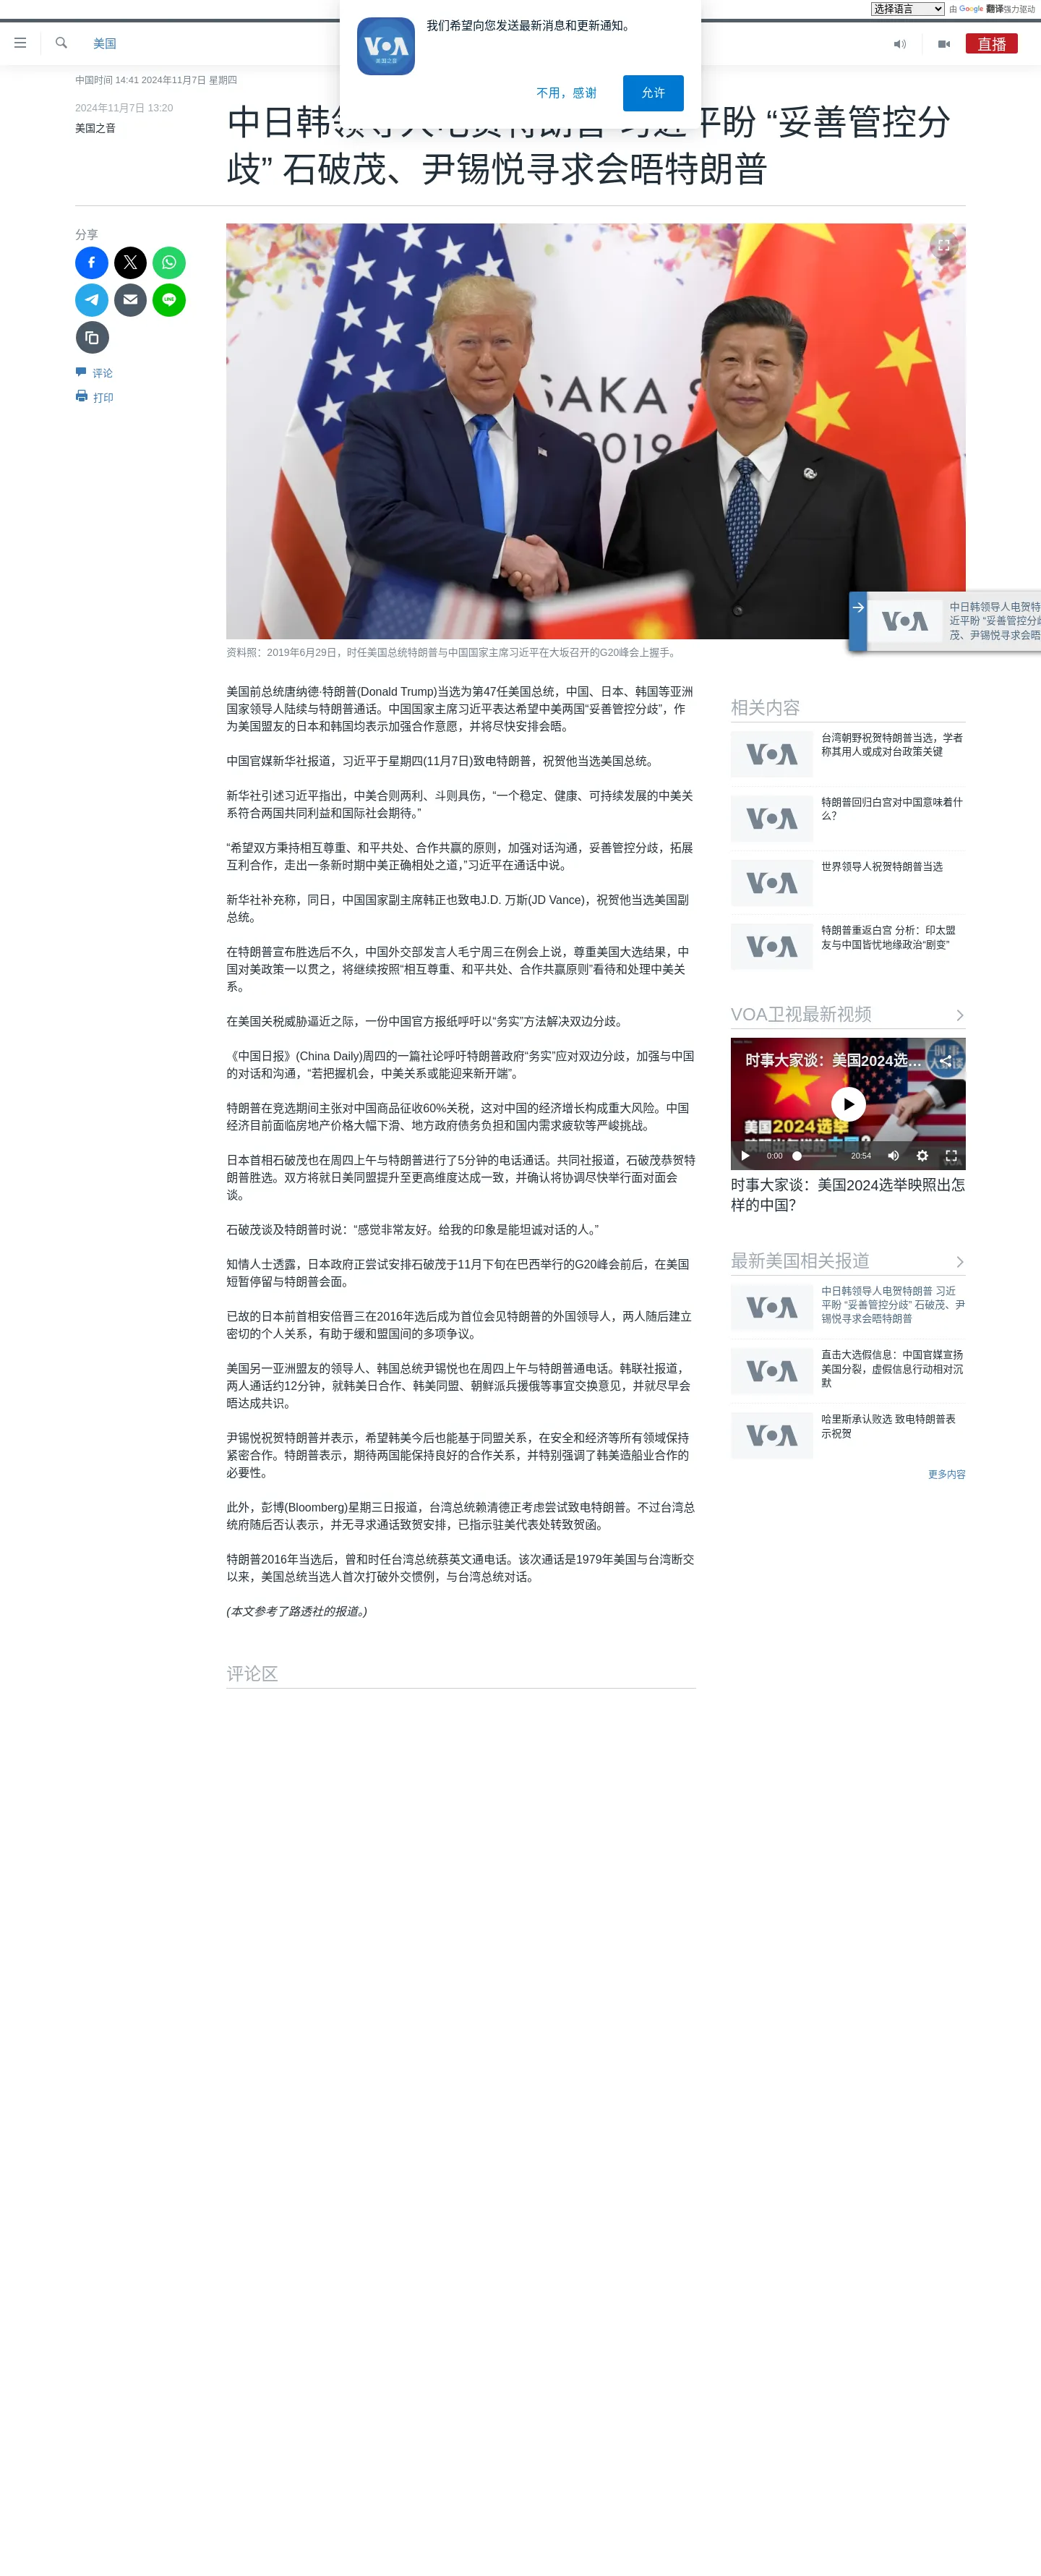 选择语言
由 Google 翻译强力驱动
我们希望向您发送最新消息和更新通知。
VOA
美国之音
不用，感谢
允许
美国
直播
中国时间 14:41 2024年11月7日 星期四
2024年11月7日 13:20
美国之音
中日韩领导人电贺特朗普 习近平盼 “妥善管控分
歧” 石破茂、尹锡悦寻求会晤特朗普
分享
评论
打印
SAKA S
2019
资料照：2019年6月29日，时任美国总统特朗普与中国国家主席习近平在大坂召开的G20峰会上握手。
VOA
中日韩领导人电贺特
近平盼 “妥善管控分歧
茂、尹锡悦寻求会晤
美国前总统唐纳德·特朗普(Donald Trump)当选为第47任美国总统，中国、日本、韩国等亚洲
国家领导人陆续与特朗普通话。中国国家主席习近平表达希望中美两国“妥善管控分歧”，作
为美国盟友的日本和韩国均表示加强合作意愿，并将尽快安排会晤。
中国官媒新华社报道，习近平于星期四(11月7日)致电特朗普，祝贺他当选美国总统。
新华社引述习近平指出，中美合则两利、斗则具伤，“一个稳定、健康、可持续发展的中美关
系符合两国共同利益和国际社会期待。”
“希望双方秉持相互尊重、和平共处、合作共赢的原则，加强对话沟通，妥善管控分歧，拓展
互利合作，走出一条新时期中美正确相处之道，”习近平在通话中说。
新华社补充称，同日，中国国家副主席韩正也致电J.D. 万斯(JD Vance)，祝贺他当选美国副
总统。
在特朗普宣布胜选后不久，中国外交部发言人毛宁周三在例会上说，尊重美国大选结果，中
国对美政策一以贯之，将继续按照“相互尊重、和平共处、合作共赢原则”看待和处理中美关
系。
在美国关税威胁逼近之际，一份中国官方报纸呼吁以“务实”方法解决双边分歧。
《中国日报》(China Daily)周四的一篇社论呼吁特朗普政府“务实”应对双边分歧，加强与中国
的对话和沟通，“若把握机会，中美关系或能迎来新开端”。
特朗普在竞选期间主张对中国商品征收60%关税，这对中国的经济增长构成重大风险。中国
经济目前面临房地产价格大幅下滑、地方政府债务负担和国内需求疲软等严峻挑战。
日本首相石破茂也在周四上午与特朗普进行了5分钟的电话通话。共同社报道，石破茂恭贺特
朗普胜选。双方将就日美同盟提升至更高维度达成一致，并确认将协调尽快举行面对面会
谈。
石破茂谈及特朗普时说：“感觉非常友好。给我的印象是能坦诚对话的人。”
知情人士透露，日本政府正尝试安排石破茂于11月下旬在巴西举行的G20峰会前后，在美国
短暂停留与特朗普会面。
已故的日本前首相安倍晋三在2016年选后成为首位会见特朗普的外国领导人，两人随后建立
密切的个人关系，有助于缓和盟国间的多项争议。
美国另一亚洲盟友的领导人、韩国总统尹锡悦也在周四上午与特朗普通电话。韩联社报道，
两人通话约12分钟，就韩美日合作、韩美同盟、朝鲜派兵援俄等事宜交换意见，并就尽早会
晤达成共识。
尹锡悦祝贺特朗普并表示，希望韩美今后也能基于同盟关系，在安全和经济等所有领域保持
紧密合作。特朗普表示，期待两国能保持良好的合作关系，并特别强调了韩美造船业合作的
必要性。
此外，彭博(Bloomberg)星期三日报道，台湾总统赖清德正考虑尝试致电特朗普。不过台湾总
统府随后否认表示，并无寻求通话致贺安排，已指示驻美代表处转致贺函。
特朗普2016年当选后，曾和时任台湾总统蔡英文通电话。该次通话是1979年美国与台湾断交
以来，美国总统当选人首次打破外交惯例，与台湾总统对话。
(本文参考了路透社的报道。)
评论区
相关内容
VOA
台湾朝野祝贺特朗普当选，学者
称其用人或成对台政策关键
VOA
特朗普回归白宫对中国意味着什
么？
VOA
世界领导人祝贺特朗普当选
VOA
特朗普重返白宫 分析：印太盟
友与中国皆忧地缘政治“剧变”
VOA卫视最新视频
时事大家谈：美国2024选...
时事
大家谈
美国2024选举
映照出怎样的中国？
0:00
20:54
VOA
时事大家谈：美国2024选举映照出怎
样的中国？
最新美国相关报道
VOA
中日韩领导人电贺特朗普 习近
平盼 “妥善管控分歧” 石破茂、尹
锡悦寻求会晤特朗普
VOA
直击大选假信息：中国官媒宣扬
美国分裂，虚假信息行动相对沉
默
VOA
哈里斯承认败选 致电特朗普表
示祝贺
更多内容